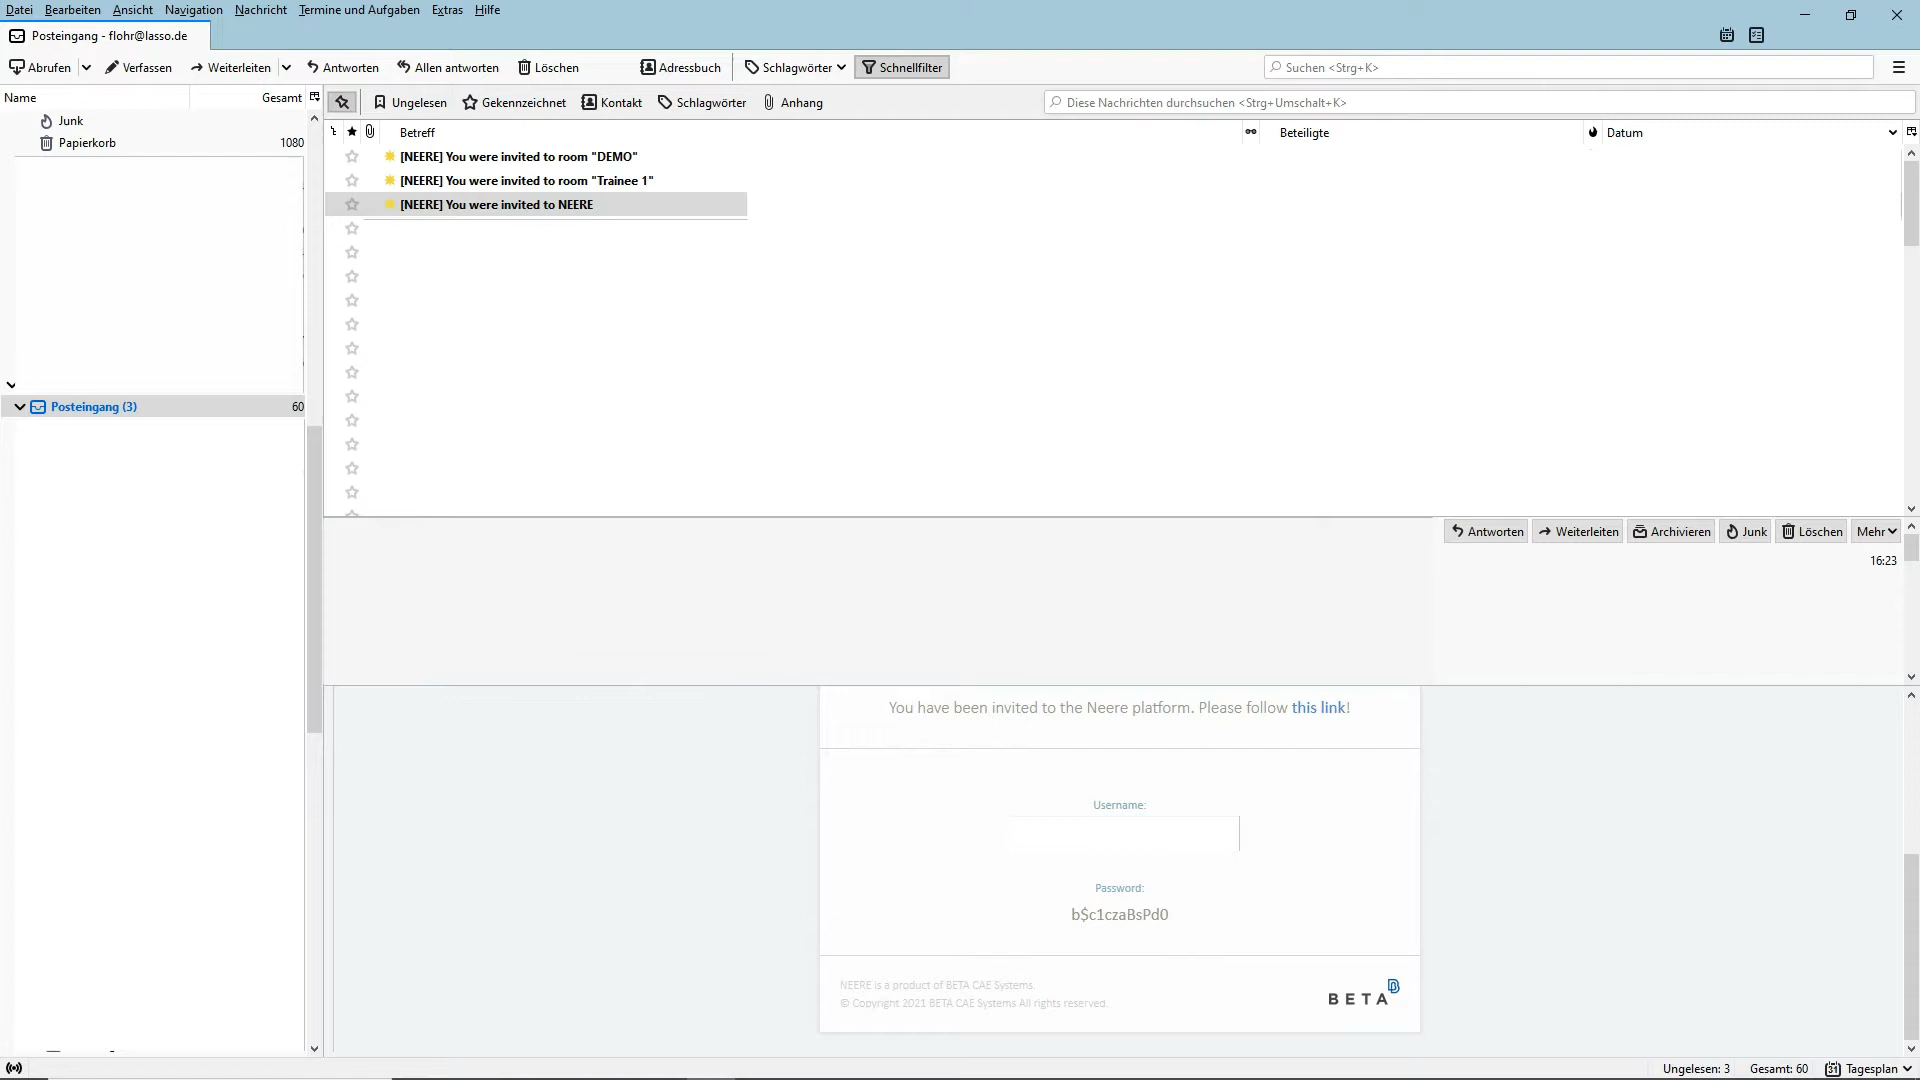 Datei Bearbeiten Ansicht Navigation Nachricht Termine und Aufgaben Extras Hilfe
Posteingang - flohr@lasso.de
Abrufen Verfassen Weiterleiten Antworten Allen antworten Löschen Adressbuch Schlagwörter Schnellfilter Suchen <Strg+K>
Name Gesamt
Ungelesen Gekennzeichnet Kontakt Schlagwörter Anhang Diese Nachrichten durchsuchen <Strg+Umschalt+K>
Junk
Papierkorb 1080
Betreff Beteiligte Datum
[NEERE] You were invited to room "DEMO"
[NEERE] You were invited to room "Trainee 1"
[NEERE] You were invited to NEERE
Posteingang (3) 60
Antworten Weiterleiten Archivieren Junk Löschen Mehr
16:23
You have been invited to the Neere platform. Please follow this link!
Username:
Password:
b$c1czaBsPd0
NEERE is a product of BETA CAE Systems.
© Copyright 2021 BETA CAE Systems All rights reserved.
BETA
Ungelesen: 3 Gesamt: 60 31 Tagesplan